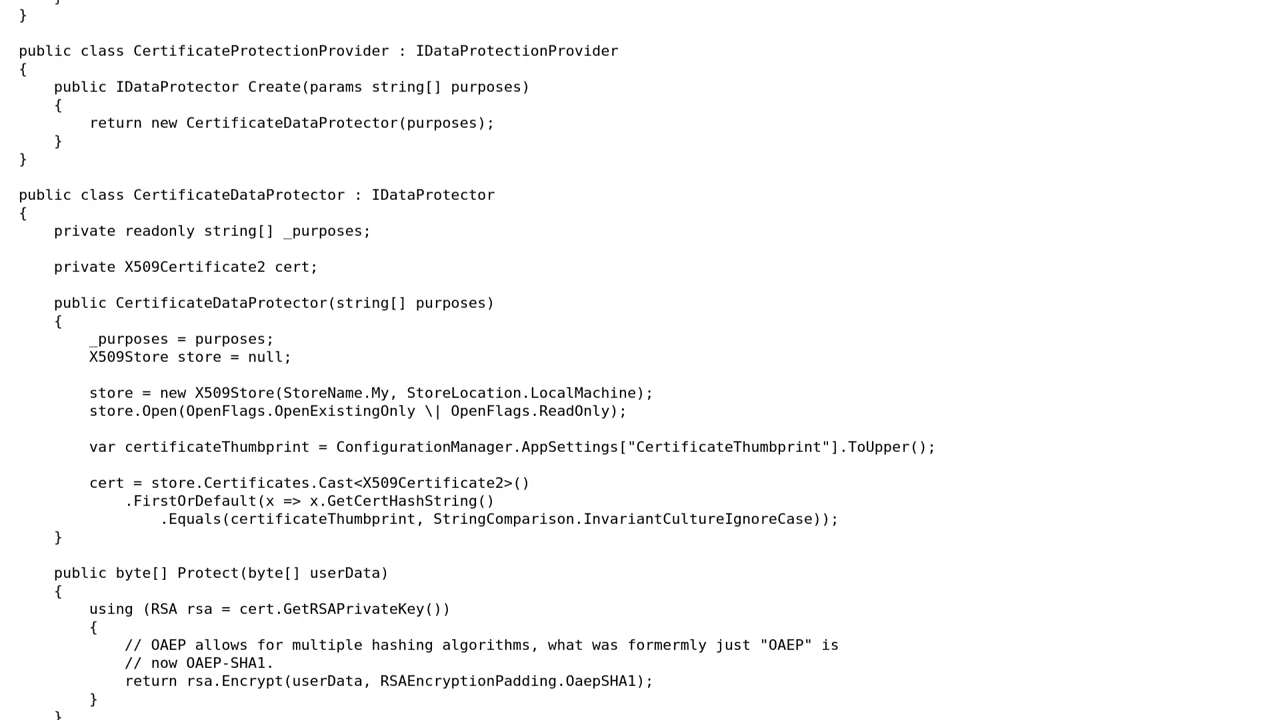 }
}
public class CertificateProtectionProvider : IDataProtectionProvider
{
    public IDataProtector Create(params string[] purposes)
    {
        return new CertificateDataProtector(purposes);
    }
}
public class CertificateDataProtector : IDataProtector
{
    private readonly string[] _purposes;
    private X509Certificate2 cert;
    public CertificateDataProtector(string[] purposes)
    {
        _purposes = purposes;
        X509Store store = null;
        store = new X509Store(StoreName.My, StoreLocation.LocalMachine);
        store.Open(OpenFlags.OpenExistingOnly \| OpenFlags.ReadOnly);
        var certificateThumbprint = ConfigurationManager.AppSettings["CertificateThumbprint"].ToUpper();
        cert = store.Certificates.Cast<X509Certificate2>()
            .FirstOrDefault(x => x.GetCertHashString()
                .Equals(certificateThumbprint, StringComparison.InvariantCultureIgnoreCase));
    }
    public byte[] Protect(byte[] userData)
    {
        using (RSA rsa = cert.GetRSAPrivateKey())
        {
            // OAEP allows for multiple hashing algorithms, what was formermly just "OAEP" is
            // now OAEP-SHA1.
            return rsa.Encrypt(userData, RSAEncryptionPadding.OaepSHA1);
        }
    }